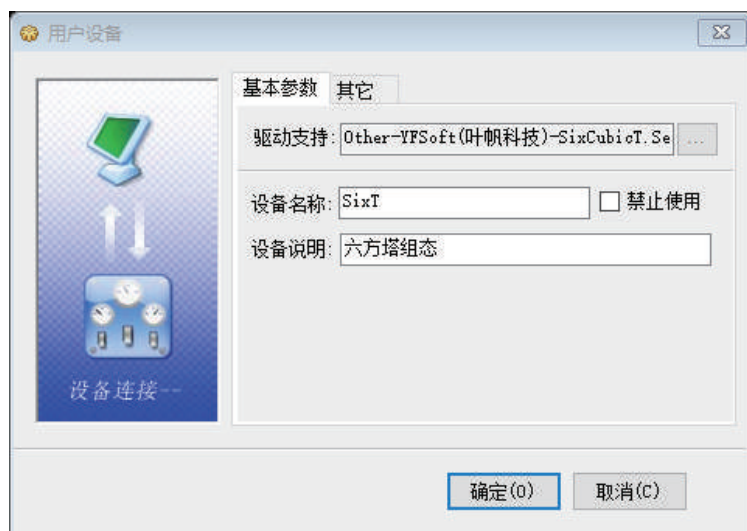 用户设备
基本参数 其它
驱动支持: Other-YFSoft(叶帆科技)-SixCubicT.Se ...
设备名称: SixT 禁止使用
设备说明: 六方塔组态
设备连接--
确定(O) 取消(C)